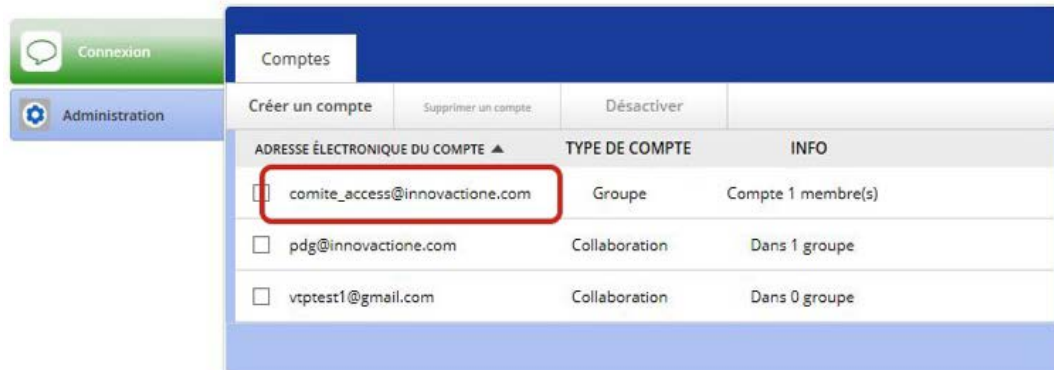 Connexion
Administration
Comptes
Créer un compte Supprimer un compte Désactiver
ADRESSE ÉLECTRONIQUE DU COMPTE ▲ TYPE DE COMPTE INFO
comite_access@innovactione.com Groupe Compte 1 membre(s)
pdg@innovactione.com Collaboration Dans 1 groupe
vtptest1@gmail.com Collaboration Dans 0 groupe